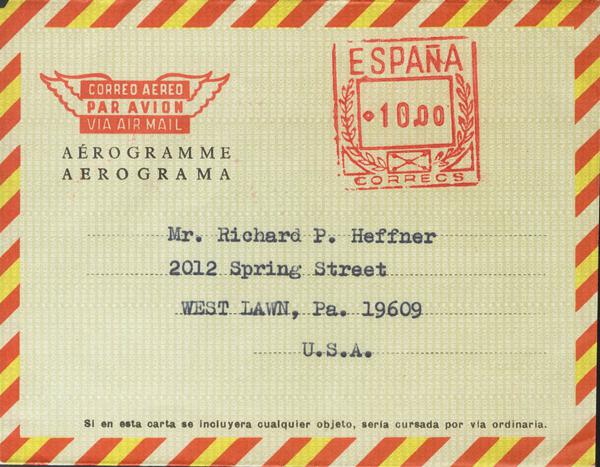 CORREO AEREO
PAR AVION
VIA AIR MAIL
AÉROGRAMME
AEROGRAMA
ESPAÑA
10,00
CORREOS
Mr. Richard P. Heffner
2012 Spring Street
WEST LAWN, Pa. 19609
U.S.A.
Si en esta carta se incluyera cualquier objeto, sería cursada por vía ordinaria.